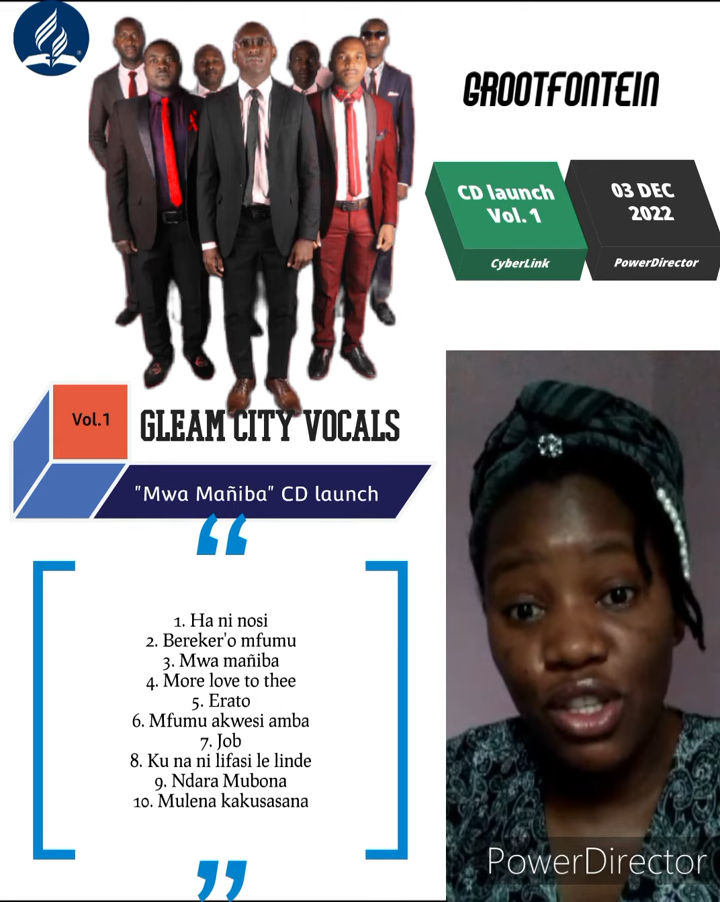 GROOTFONTEIN
CD launch
Vol. 1
CyberLink
03 DEC
2022
PowerDirector
Vol.1
GLEAM CITY VOCALS
"Mwa Mañiba" CD launch
“
1. Ha ni nosi
2. Bereker'o mfumu
3. Mwa mañiba
4. More love to thee
5. Erato
6. Mfumu akwesi amba
7. Job
8. Ku na ni lifasi le linde
9. Ndara Mubona
10. Mulena kakusasana
”
PowerDirector